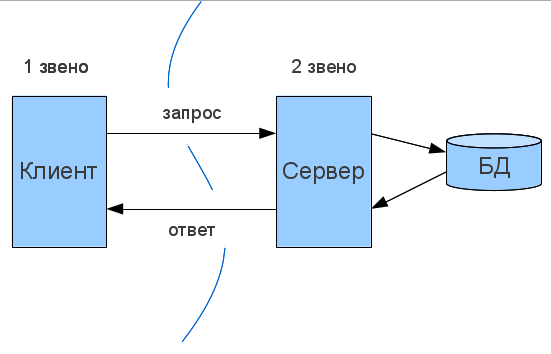 1 звено
2 звено
запрос
Клиент
Сервер
БД
ответ